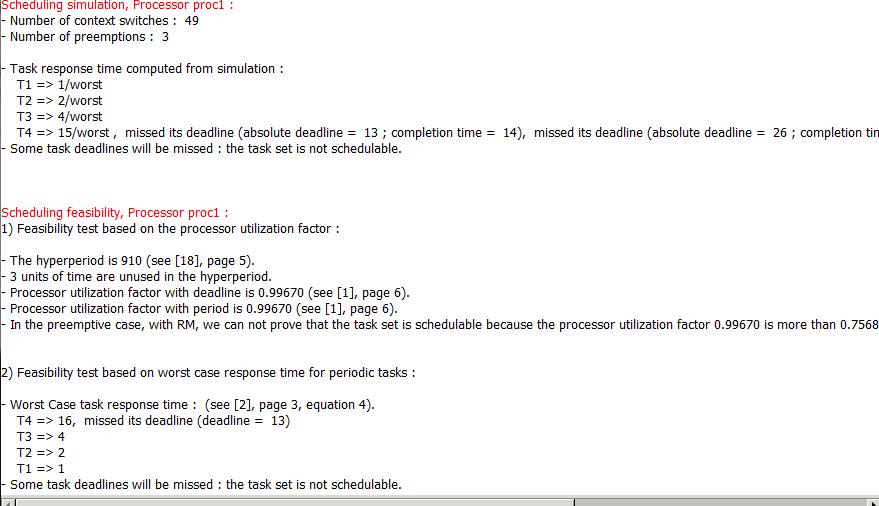 Scheduling simulation, Processor proc1 :
- Number of context switches :  49
- Number of preemptions :  3
- Task response time computed from simulation :
T1 => 1/worst
T2 => 2/worst
T3 => 4/worst
T4 => 15/worst ,  missed its deadline (absolute deadline =  13 ; completion time =  14),  missed its deadline (absolute deadline =  26 ; completion tin
- Some task deadlines will be missed : the task set is not schedulable.
Scheduling feasibility, Processor proc1 :
1) Feasibility test based on the processor utilization factor :
- The hyperperiod is 910 (see [18], page 5).
- 3 units of time are unused in the hyperperiod.
- Processor utilization factor with deadline is 0.99670 (see [1], page 6).
- Processor utilization factor with period is 0.99670 (see [1], page 6).
- In the preemptive case, with RM, we can not prove that the task set is schedulable because the processor utilization factor 0.99670 is more than 0.7568
2) Feasibility test based on worst case response time for periodic tasks :
- Worst Case task response time :  (see [2], page 3, equation 4).
T4 => 16,  missed its deadline (deadline =  13)
T3 => 4
T2 => 2
T1 => 1
- Some task deadlines will be missed : the task set is not schedulable.